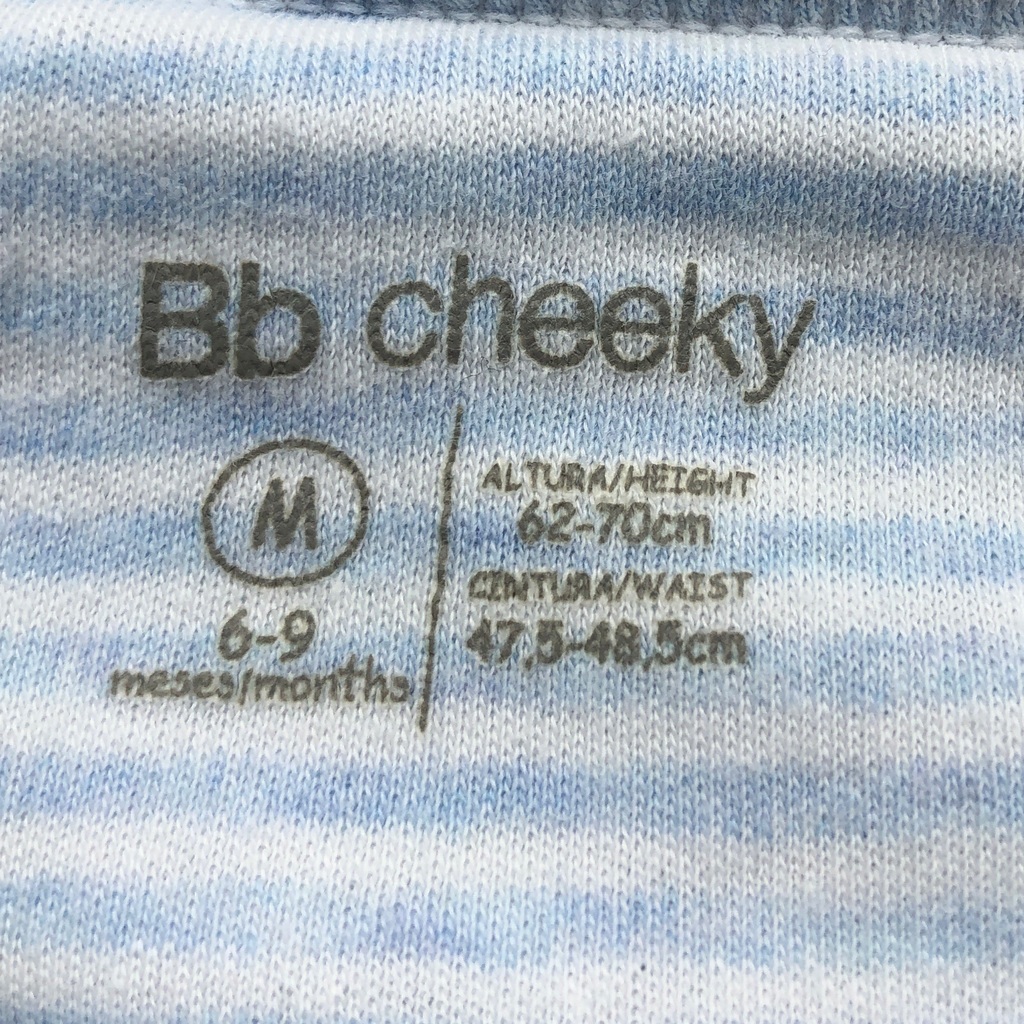 Bb cheeky
M
6-9
meses/months
ALTURA/HEIGHT
62-70cm
CINTURA/WAIST
47,5-48,5cm